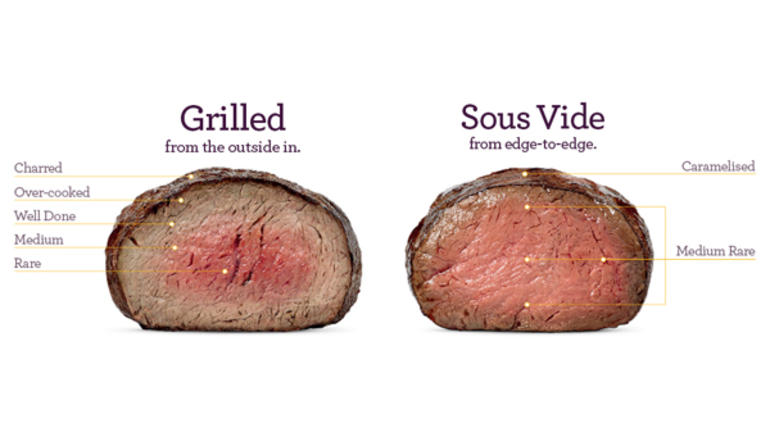 Grilled
from the outside in.
Charred
Over-cooked
Well Done
Medium
Rare
Sous Vide
from edge-to-edge.
Caramelised
Medium Rare